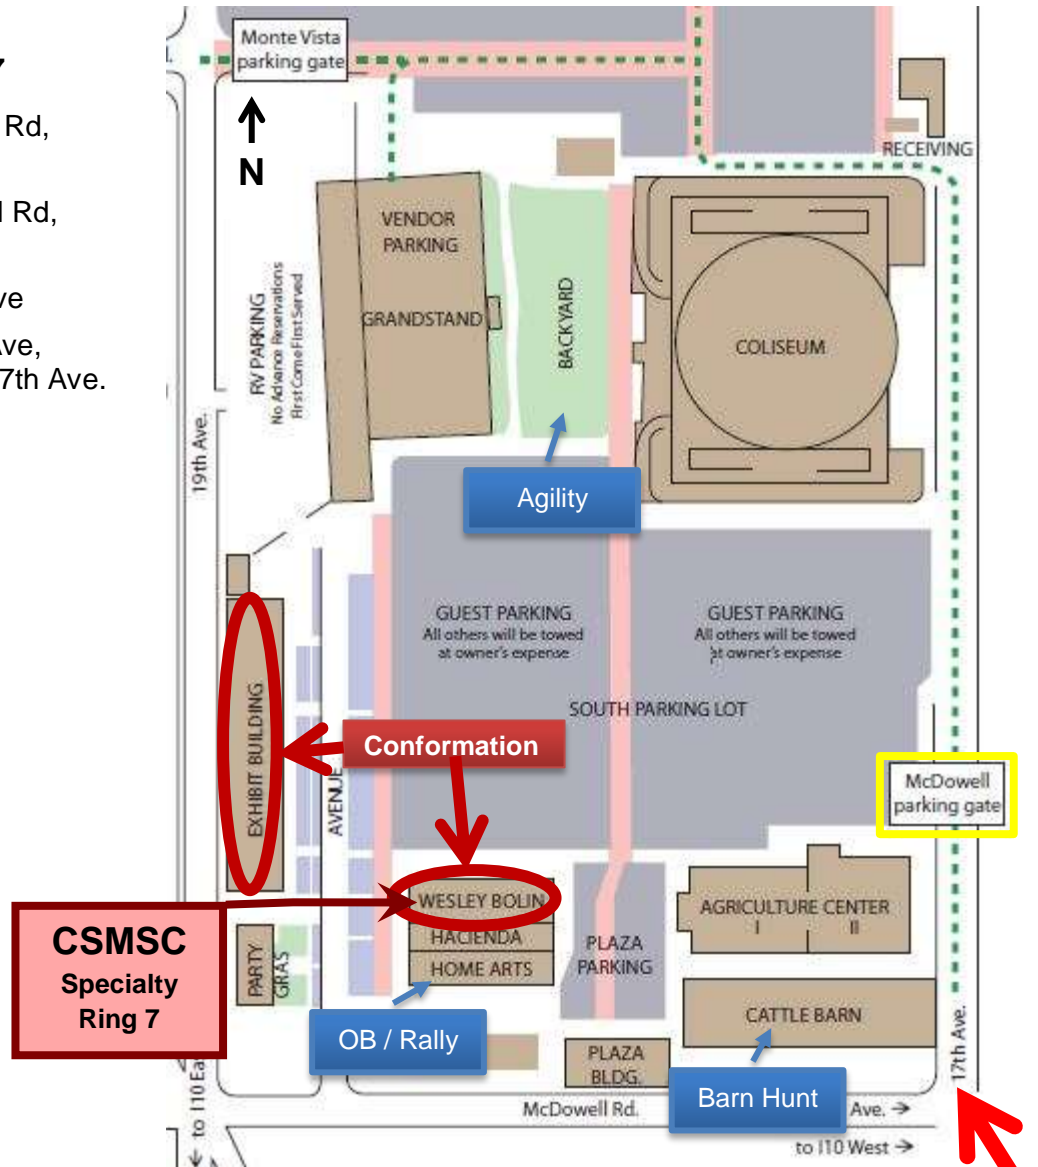 Rd,
Rd,
ve
ve,
7th Ave.
Monte Vista
parking gate
N
RECEIVING
VENDOR
PARKING
GRANDSTAND
RV PARKING
No Advance Reservations
First Come First Served
BACKYARD
COLISEUM
19th Ave.
Agility
GUEST PARKING
All others will be towed
at owner's expense
GUEST PARKING
All others will be towed
at owner's expense
SOUTH PARKING LOT
Conformation
EXHIBIT BUILDING
AVENUE
McDowell
parking gate
WESLEY BOLIN
HACIENDA
HOME ARTS
AGRICULTURE CENTER
I II
CSMSC
Specialty
Ring 7
PARTY
GRAS
PLAZA
PARKING
CATTLE BARN
OB / Rally
PLAZA
BLDG.
Barn Hunt
17th Ave.
McDowell Rd.
Ave. →
to I10 West →
← to I10 Eas